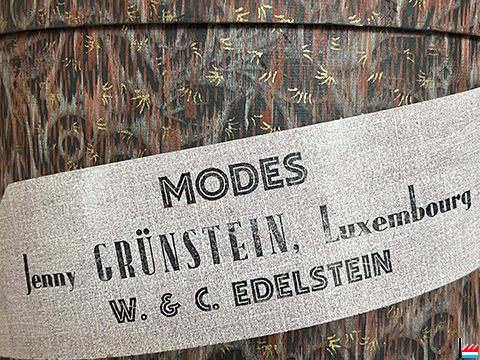 MODES
Jenny GRÜNSTEIN, Luxembourg
W. & C. EDELSTEIN